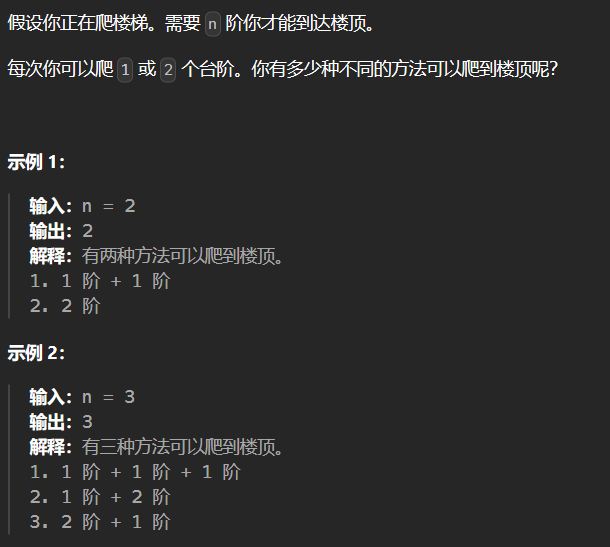 假设你正在爬楼梯。需要 n 阶你才能到达楼顶。
每次你可以爬 1 或 2 个台阶。你有多少种不同的方法可以爬到楼顶呢？
示例 1：
输入：n = 2
输出：2
解释：有两种方法可以爬到楼顶。
1. 1 阶 + 1 阶
2. 2 阶
示例 2：
输入：n = 3
输出：3
解释：有三种方法可以爬到楼顶。
1. 1 阶 + 1 阶 + 1 阶
2. 1 阶 + 2 阶
3. 2 阶 + 1 阶